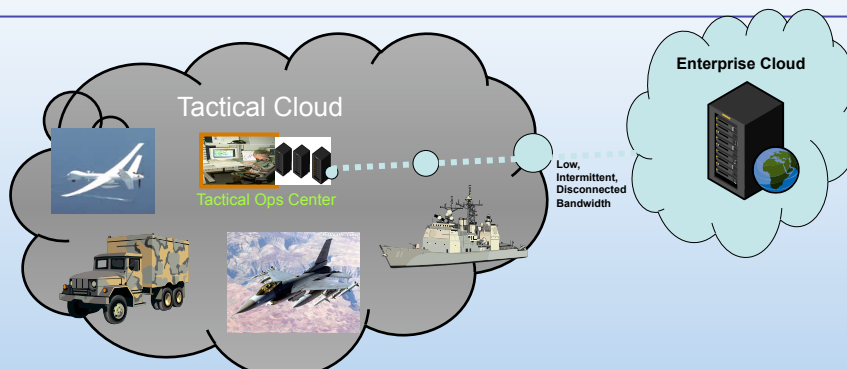 Tactical Cloud
Tactical Ops Center
Low,
Intermittent,
Disconnected
Bandwidth
Enterprise Cloud